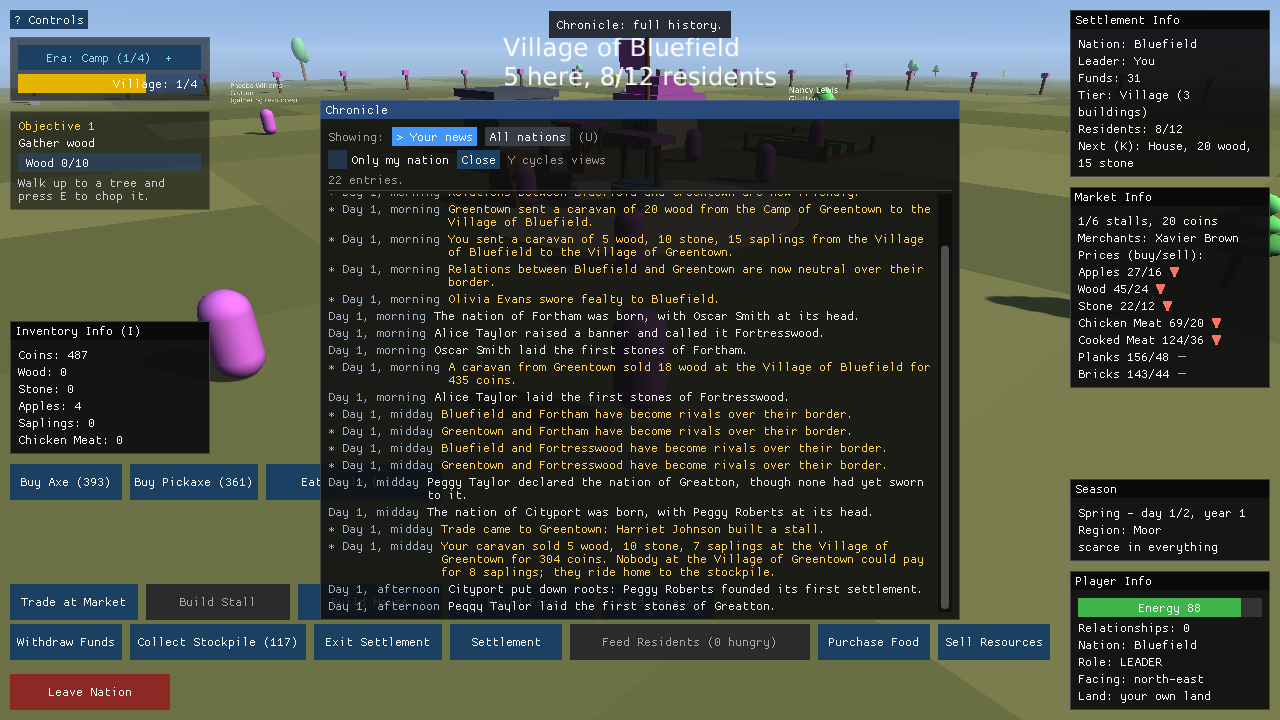 ? Controls
Chronicle: full history.
Era: Camp (1/4) +
Village: 1/4
Village of Bluefield
5 here, 8/12 residents
Phoebe Williams
Glutton
(gathering resources)
Nancy Lewis
Glutton
Objective 1
Gather wood
Wood 0/10
Walk up to a tree and
press E to chop it.
Inventory Info (I)
Coins: 487
Wood: 0
Stone: 0
Apples: 4
Saplings: 0
Chicken Meat: 0
Buy Axe (393)
Buy Pickaxe (361)
Eat
Trade at Market
Build Stall
Withdraw Funds
Collect Stockpile (117)
Exit Settlement
Settlement
Feed Residents (0 hungry)
Purchase Food
Sell Resources
Leave Nation
Chronicle
Showing: > Your news All nations (U)
Only my nation Close Y cycles views
22 entries.
* Day 1, morning Relations between Bluefield and Greentown are now friendly.
* Day 1, morning Greentown sent a caravan of 20 wood from the Camp of Greentown to the
Village of Bluefield.
* Day 1, morning You sent a caravan of 5 wood, 10 stone, 15 saplings from the Village
of Bluefield to the Village of Greentown.
* Day 1, morning Relations between Bluefield and Greentown are now neutral over their
border.
* Day 1, morning Olivia Evans swore fealty to Bluefield.
Day 1, morning The nation of Fortham was born, with Oscar Smith at its head.
Day 1, morning Alice Taylor raised a banner and called it Fortresswood.
Day 1, morning Oscar Smith laid the first stones of Fortham.
* Day 1, morning A caravan from Greentown sold 18 wood at the Village of Bluefield for
435 coins.
Day 1, morning Alice Taylor laid the first stones of Fortresswood.
* Day 1, midday Bluefield and Fortham have become rivals over their border.
* Day 1, midday Greentown and Fortham have become rivals over their border.
* Day 1, midday Bluefield and Fortresswood have become rivals over their border.
* Day 1, midday Greentown and Fortresswood have become rivals over their border.
Day 1, midday Peggy Taylor declared the nation of Greatton, though none had yet sworn
to it.
Day 1, midday The nation of Cityport was born, with Peggy Roberts at its head.
* Day 1, midday Trade came to Greentown: Harriet Johnson built a stall.
* Day 1, midday Your caravan sold 5 wood, 10 stone, 7 saplings at the Village of
Greentown for 304 coins. Nobody at the Village of Greentown could pay
for 8 saplings; they ride home to the stockpile.
Day 1, afternoon Cityport put down roots: Peggy Roberts founded its first settlement.
Day 1, afternoon Peggy Taylor laid the first stones of Greatton.
Settlement Info
Nation: Bluefield
Leader: You
Funds: 31
Tier: Village (3
buildings)
Residents: 8/12
Next (K): House, 20 wood,
15 stone
Market Info
1/6 stalls, 20 coins
Merchants: Xavier Brown
Prices (buy/sell):
Apples 27/16 ▼
Wood 45/24 ▼
Stone 22/12 ▼
Chicken Meat 69/20 ▼
Cooked Meat 124/36 ▼
Planks 156/48 —
Bricks 143/44 —
Season
Spring - day 1/2, year 1
Region: Moor
scarce in everything
Player Info
Energy 88
Relationships: 0
Nation: Bluefield
Role: LEADER
Facing: north-east
Land: your own land